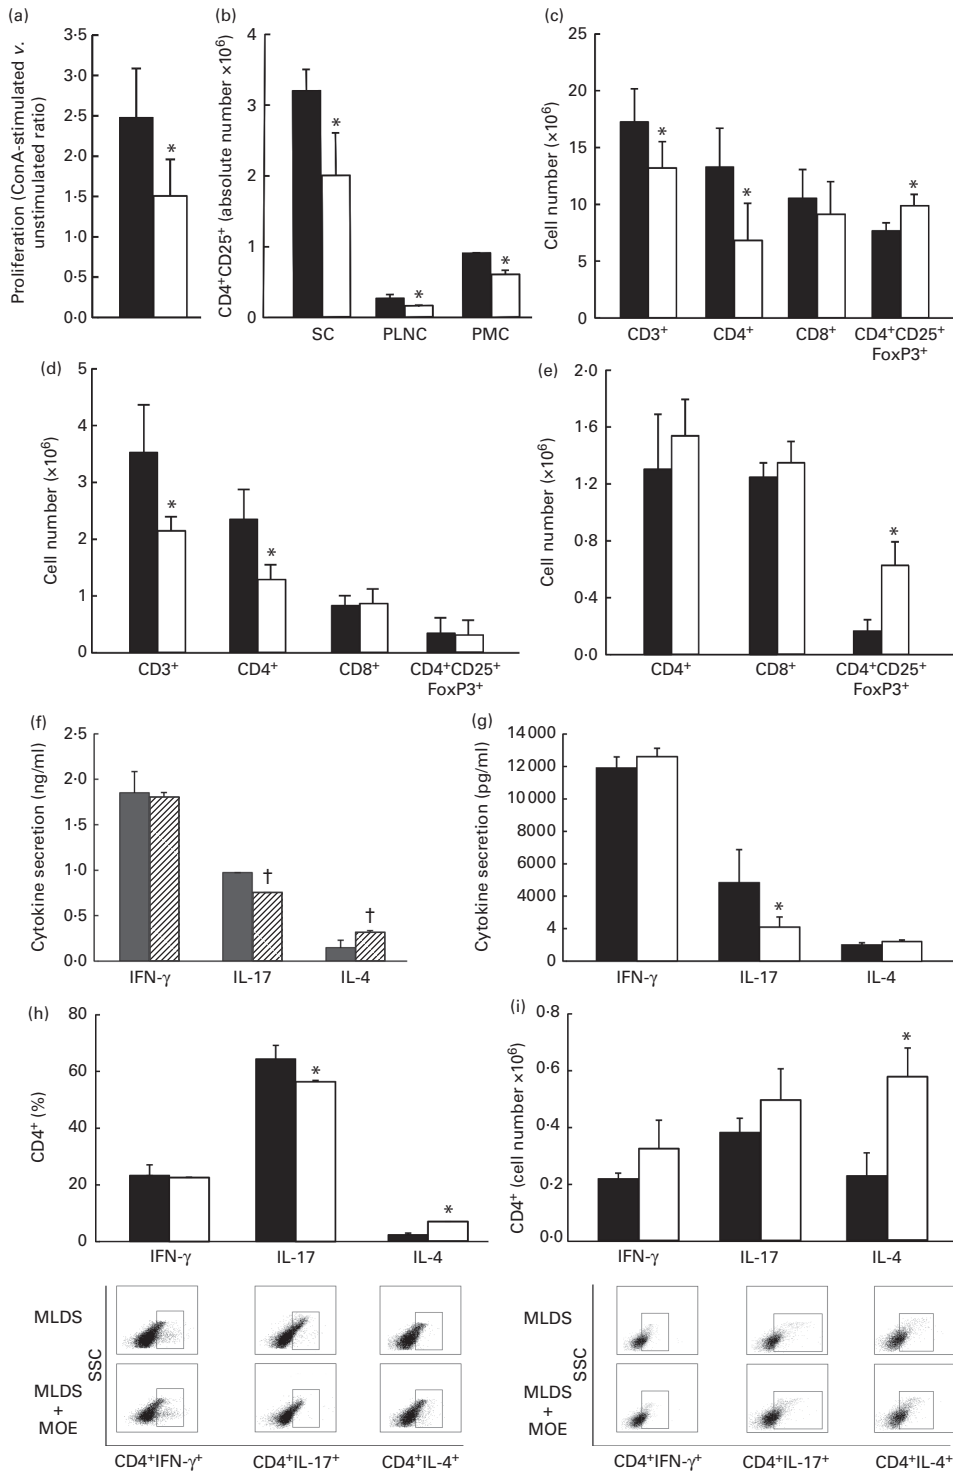 (a)
Proliferation (ConA-stimulated v.
unstimulated ratio)
3·5
3·0
2·5
2·0
1·5
1·0
0·5
0·0
*
(b)
CD4+CD25+ (absolute number ×10⁶)
4
3
2
1
0
*
*
*
SC PLNC PMC
(c)
Cell number (×10⁶)
25
20
15
10
5
0
*
*
*
CD3+ CD4+ CD8+ CD4+CD25+
FoxP3+
(d)
Cell number (×10⁶)
5
4
3
2
1
0
*
*
CD3+ CD4+ CD8+ CD4+CD25+
FoxP3+
(e)
Cell number (×10⁶)
2·0
1·6
1·2
0·8
0·4
0·0
*
CD4+ CD8+ CD4+CD25+
FoxP3+
(f)
Cytokine secretion (ng/ml)
2·5
2·0
1·5
1·0
0·5
0·0
†
†
IFN-γ IL-17 IL-4
(g)
Cytokine secretion (pg/ml)
14 000
12000
10000
8000
6000
4000
4
0
*
IFN-γ IL-17 IL-4
(h)
CD4+ (%)
80
60
40
20
0
*
*
IFN-γ IL-17 IL-4
(i)
CD4+ (cell number ×10⁶)
0·8
0·6
0·4
0·2
0·0
*
IFN-γ IL-17 IL-4
MLDS
SSC
MLDS
+
MOE
CD4+IFN-γ+ CD4+IL-17+ CD4+IL-4+
MLDS
SSC
MLDS
+
MOE
CD4+IFN-γ+ CD4+IL-17+ CD4+IL-4+